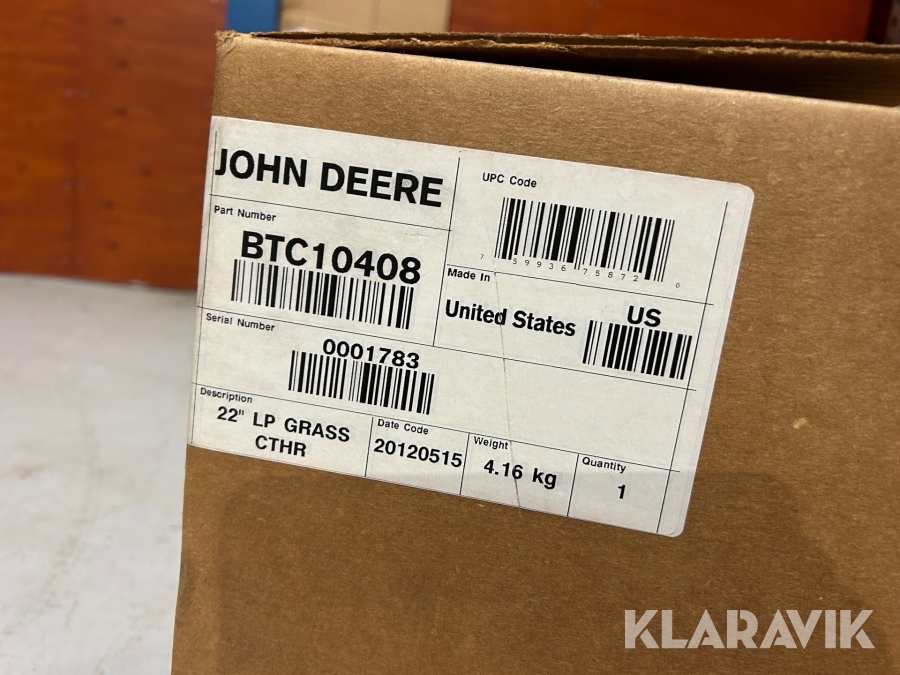 JOHN DEERE
UPC Code
7 59936 75872 0
Part Number
BTC10408
Made In
United States
US
Serial Number
0001783
Description
22" LP GRASS
CTHR
Date Code
20120515
Weight
4.16 kg
Quantity
1
KLARAVIK